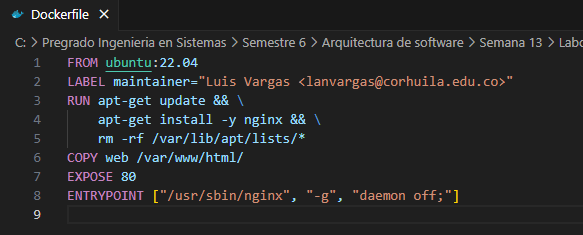 Dockerfile ×
C: > Pregrado Ingenieria en Sistemas > Semestre 6 > Arquitectura de software > Semana 13 > Labo
1 FROM ubuntu:22.04
2 LABEL maintainer="Luis Vargas <lanvargas@corhuila.edu.co>"
3 RUN apt-get update && \
4 apt-get install -y nginx && \
5 rm -rf /var/lib/apt/lists/*
6 COPY web /var/www/html/
7 EXPOSE 80
8 ENTRYPOINT ["/usr/sbin/nginx", "-g", "daemon off;"]
9